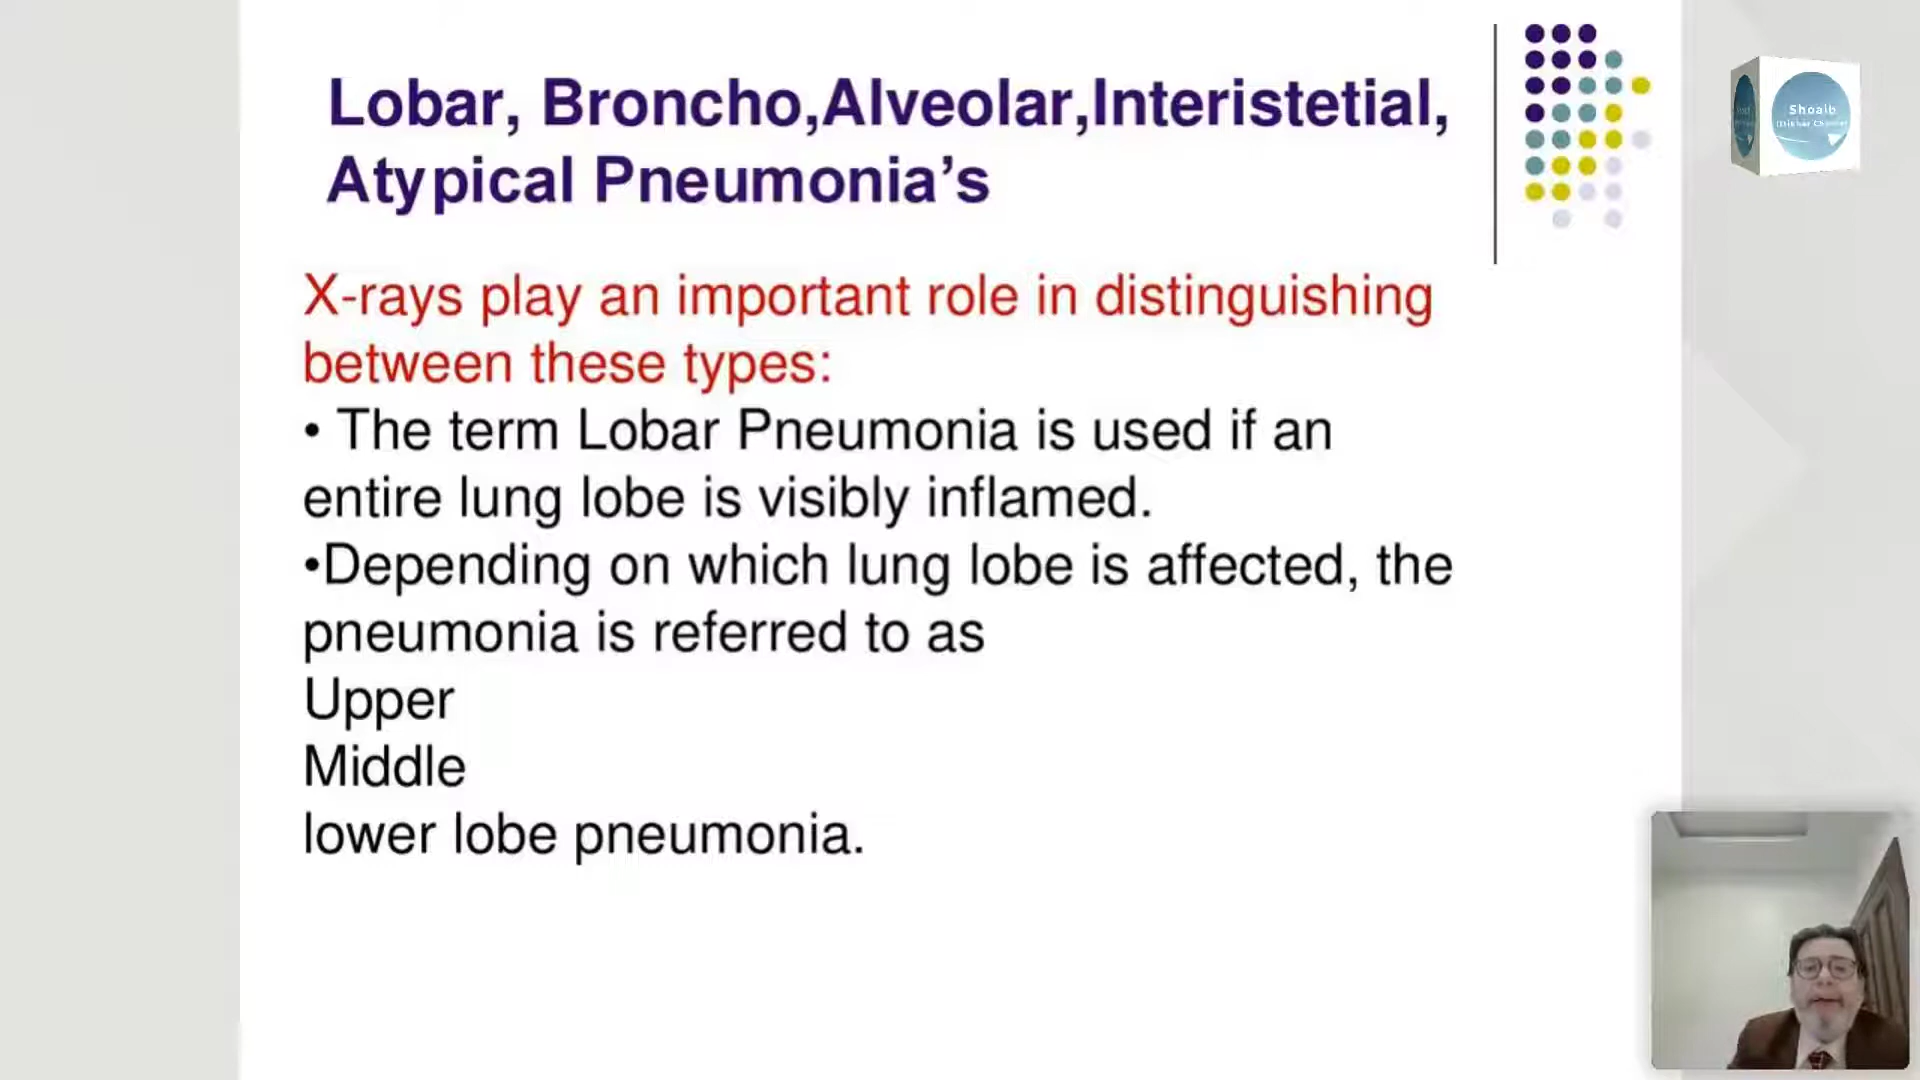 Lobar, Broncho,Alveolar,Interistetial,
Atypical Pneumonia’s
X-rays play an important role in distinguishing
between these types:
• The term Lobar Pneumonia is used if an
entire lung lobe is visibly inflamed.
•Depending on which lung lobe is affected, the
pneumonia is referred to as
Upper
Middle
lower lobe pneumonia.
Shoaib